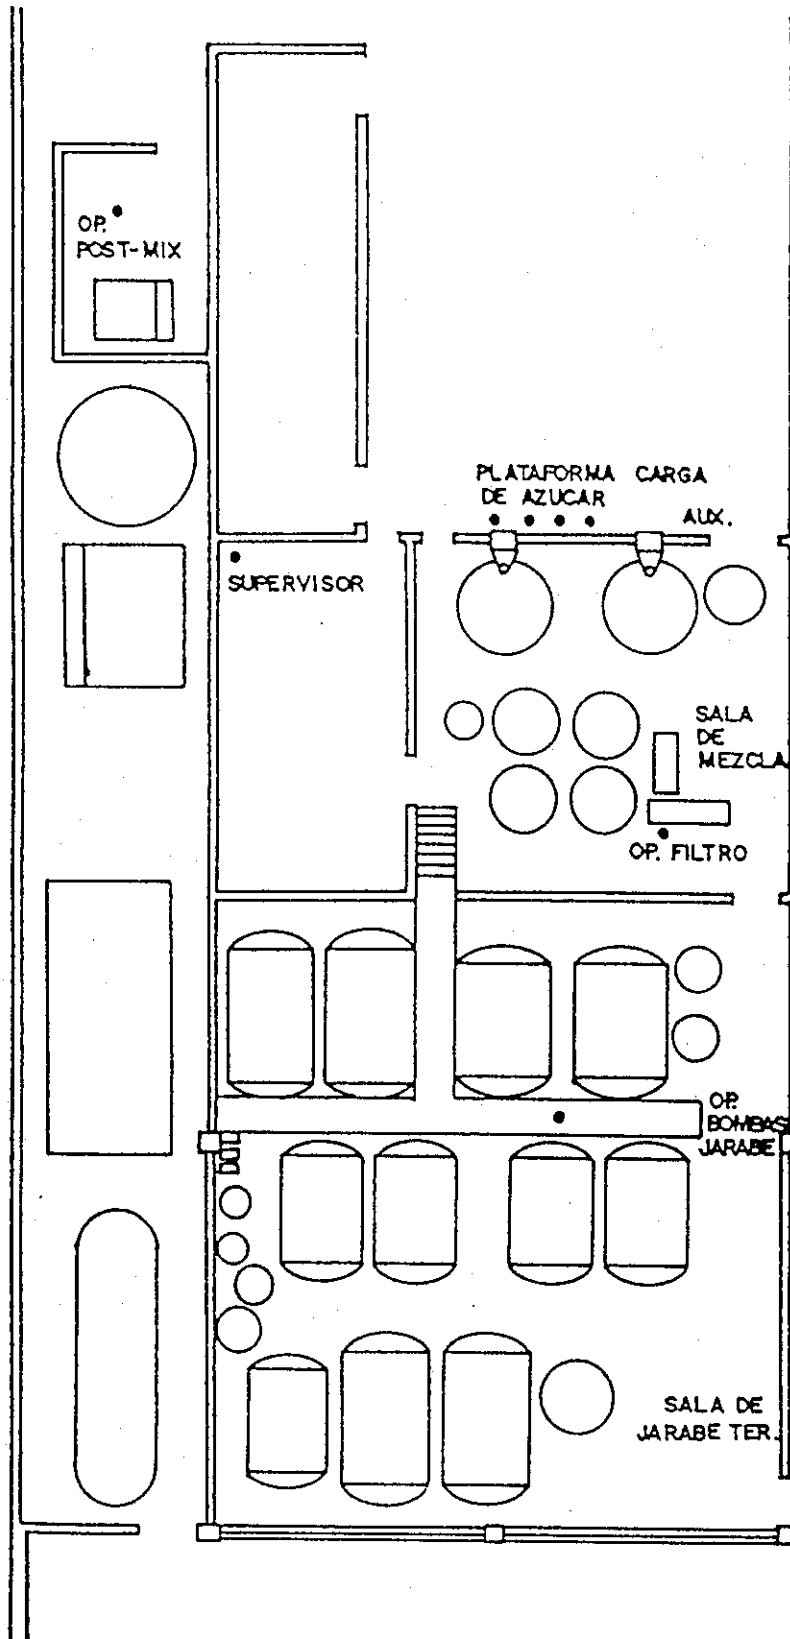 OP.
POST-MIX
PLATAFORMA CARGA
DE AZUCAR
AUX.
SUPERVISOR
SALA
DE
MEZCLA
OP. FILTRO
OP.
BOMBAS
JARABE
SALA DE
JARABE TER.